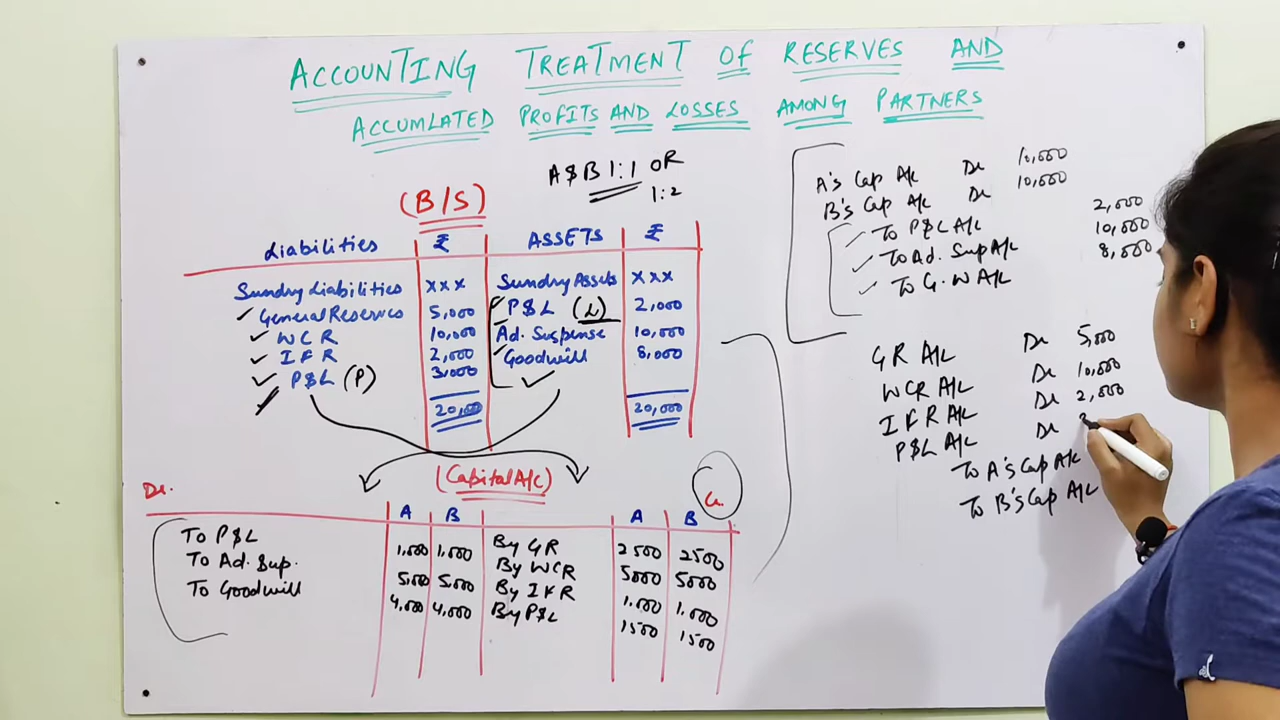 ACCOUNTING TREATMENT OF RESERVES AND
ACCUMLATED PROFITS AND LOSSES AMONG PARTNERS
A & B 1:1 OR
1:2
(B/S)
Liabilities ₹ ASSETS ₹
Sundry Liabilities xxx Sundry Assets xxx
General Reserves 5,000 P&L (L) 2,000
WCR 10,000 Ad. Suspense 10,000
IFR 2,000 Goodwill 8,000
P&L (P) 3,000
20,000 20,000
(Capital A/c)
Dr. Cr.
A B A B
To P&L 1,000 1,000 By GR 2500 2500
To Ad. Sup. 5,000 5,000 By WCR 5000 5000
To Goodwill 4,000 4,000 By IFR 1,000 1,000
By P&L 1500 1500
A's Cap A/c Dr 10,000
B's Cap A/c Dr 10,000
To P&L A/c 2,000
To Ad. Sup A/c 10,000
To G.W A/c 8,000
GR A/c Dr 5,000
WCR A/c Dr 10,000
IFR A/c Dr 2,000
P&L A/c Dr
To A's Cap A/c
To B's Cap A/c